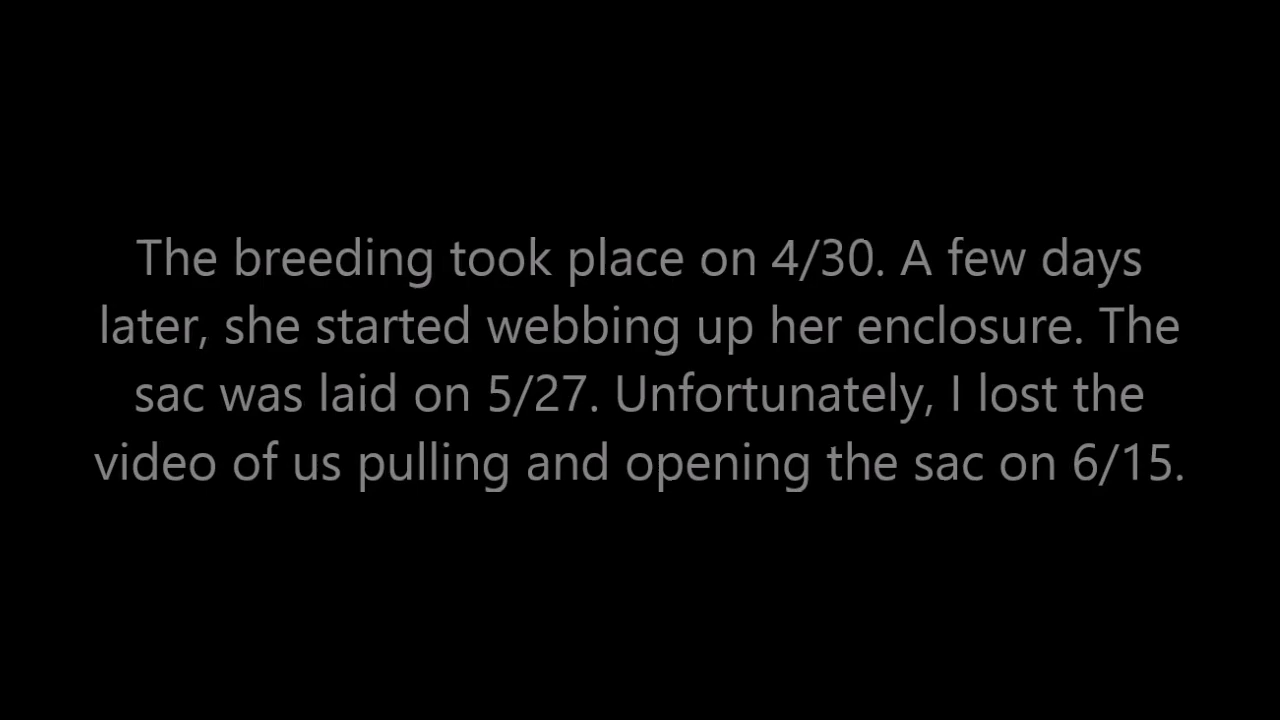 The breeding took place on 4/30. A few days
later, she started webbing up her enclosure. The
sac was laid on 5/27. Unfortunately, I lost the
video of us pulling and opening the sac on 6/15.